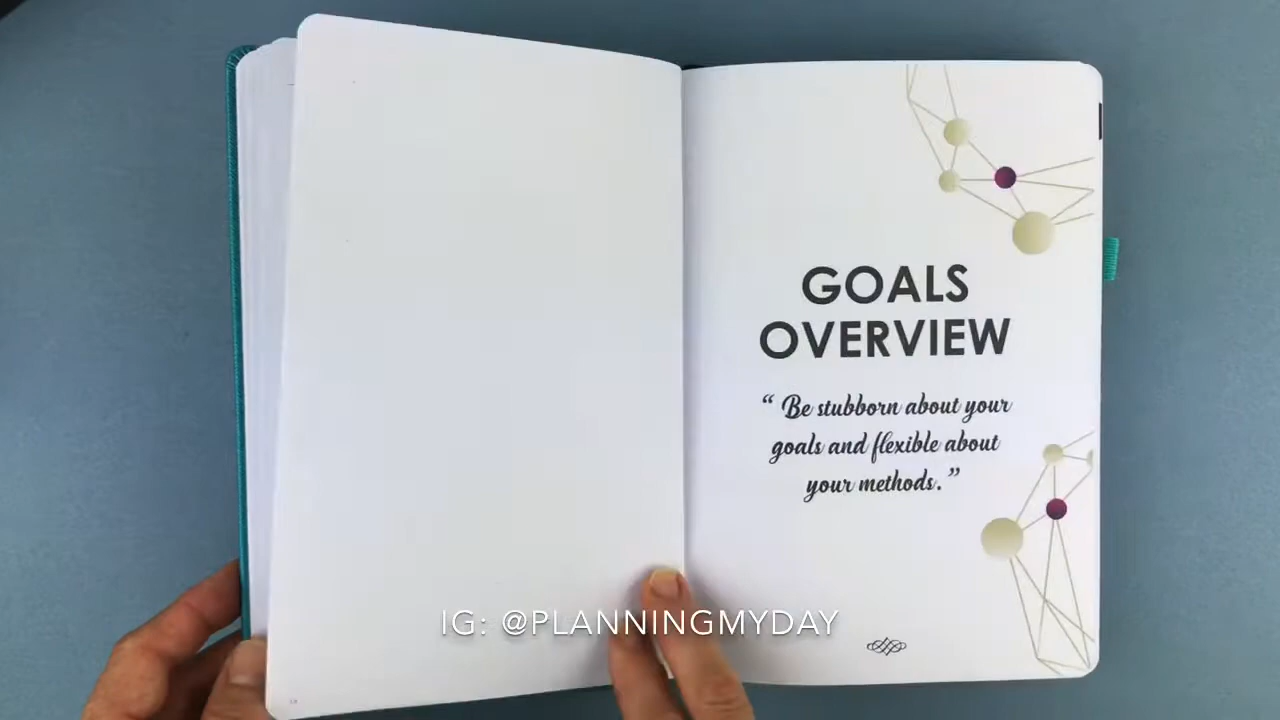 GOALS
OVERVIEW
“ Be stubborn about your
goals and flexible about
your methods. ”
IG: @PLANNINGMYDAY